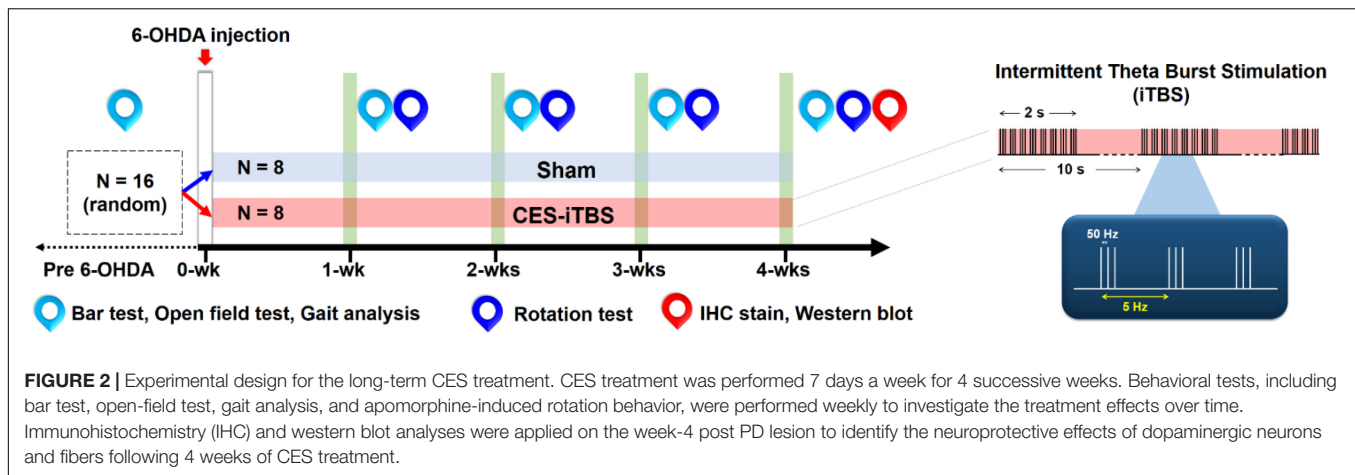 6-OHDA injection
Intermittent Theta Burst Stimulation
(iTBS)
2 s
10 s
N = 16
(random)
N = 8
Sham
N = 8
CES-iTBS
50 Hz
5 Hz
Pre 6-OHDA
0-wk
1-wk
2-wks
3-wks
4-wks
Bar test, Open field test, Gait analysis
Rotation test
IHC stain, Western blot
FIGURE 2 | Experimental design for the long-term CES treatment. CES treatment was performed 7 days a week for 4 successive weeks. Behavioral tests, including
bar test, open-field test, gait analysis, and apomorphine-induced rotation behavior, were performed weekly to investigate the treatment effects over time.
Immunohistochemistry (IHC) and western blot analyses were applied on the week-4 post PD lesion to identify the neuroprotective effects of dopaminergic neurons
and fibers following 4 weeks of CES treatment.